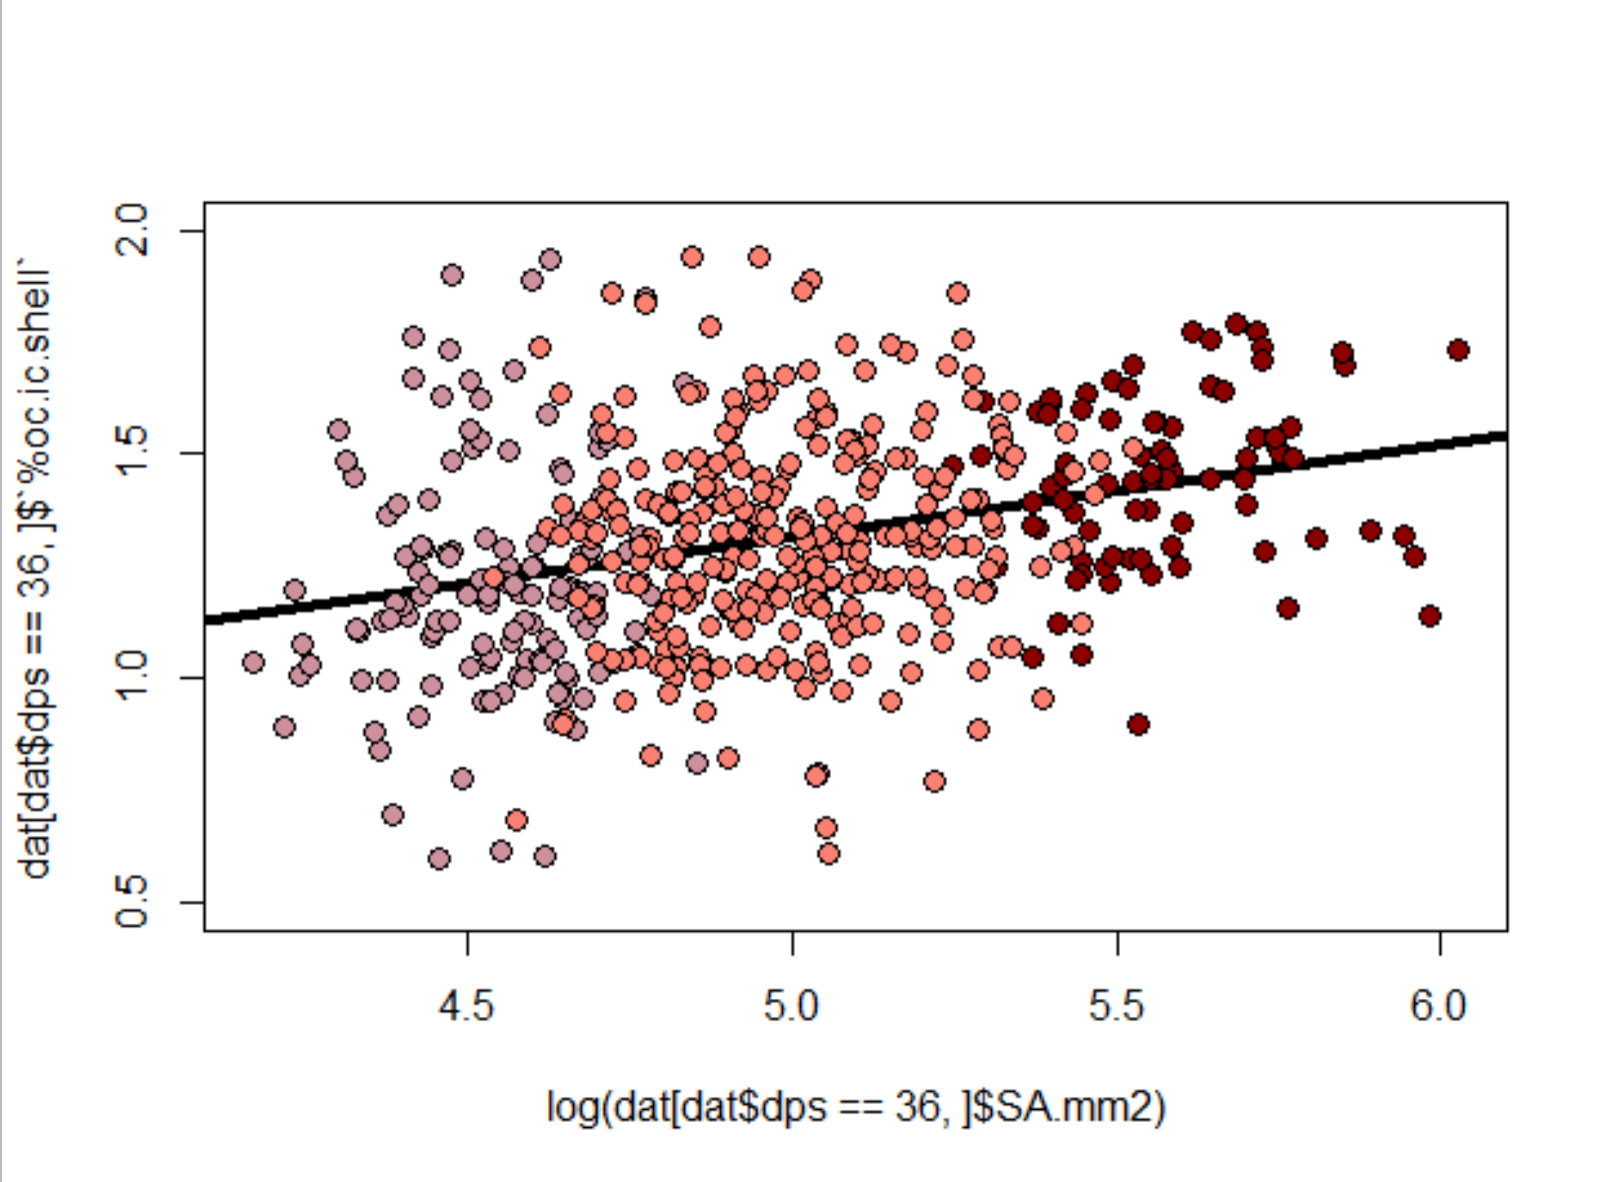 2.0
1.5
1.0
0.5
dat[dat$dps == 36, ]$`%oc.ic.shell`
4.5 5.0 5.5 6.0
log(dat[dat$dps == 36, ]$SA.mm2)